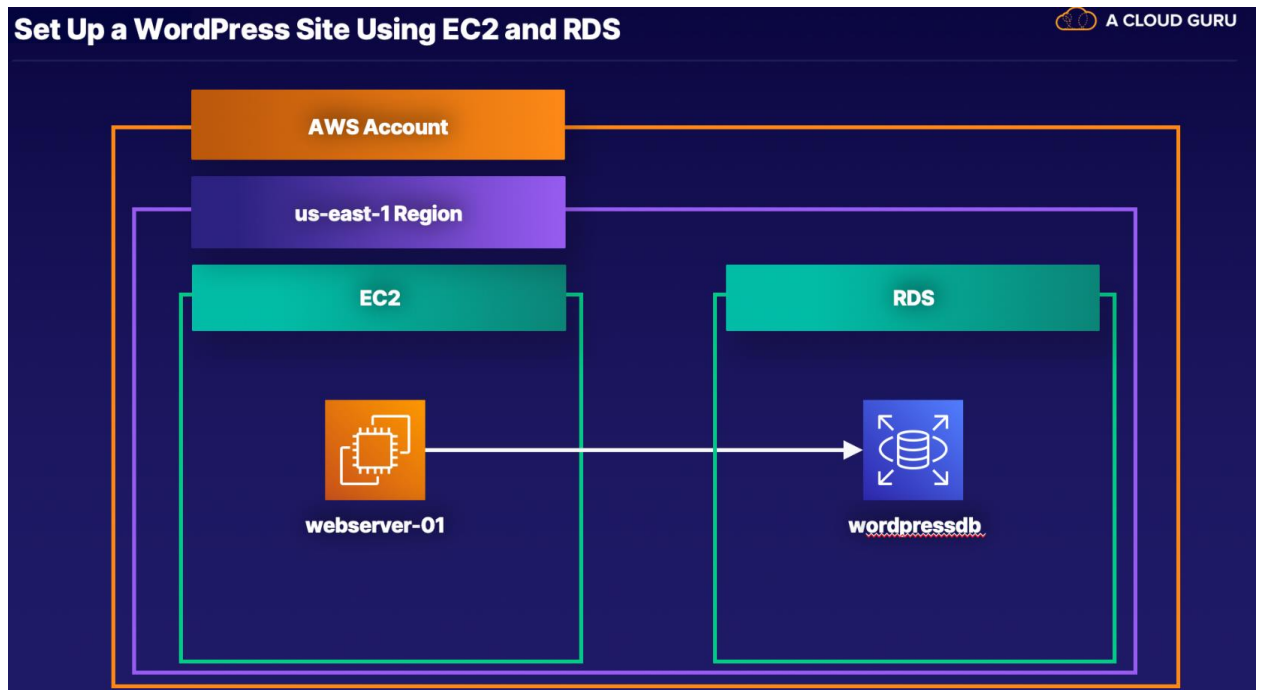 Set Up a WordPress Site Using EC2 and RDS
A CLOUD GURU
AWS Account
us-east-1 Region
EC2
RDS
webserver-01
wordpressdb